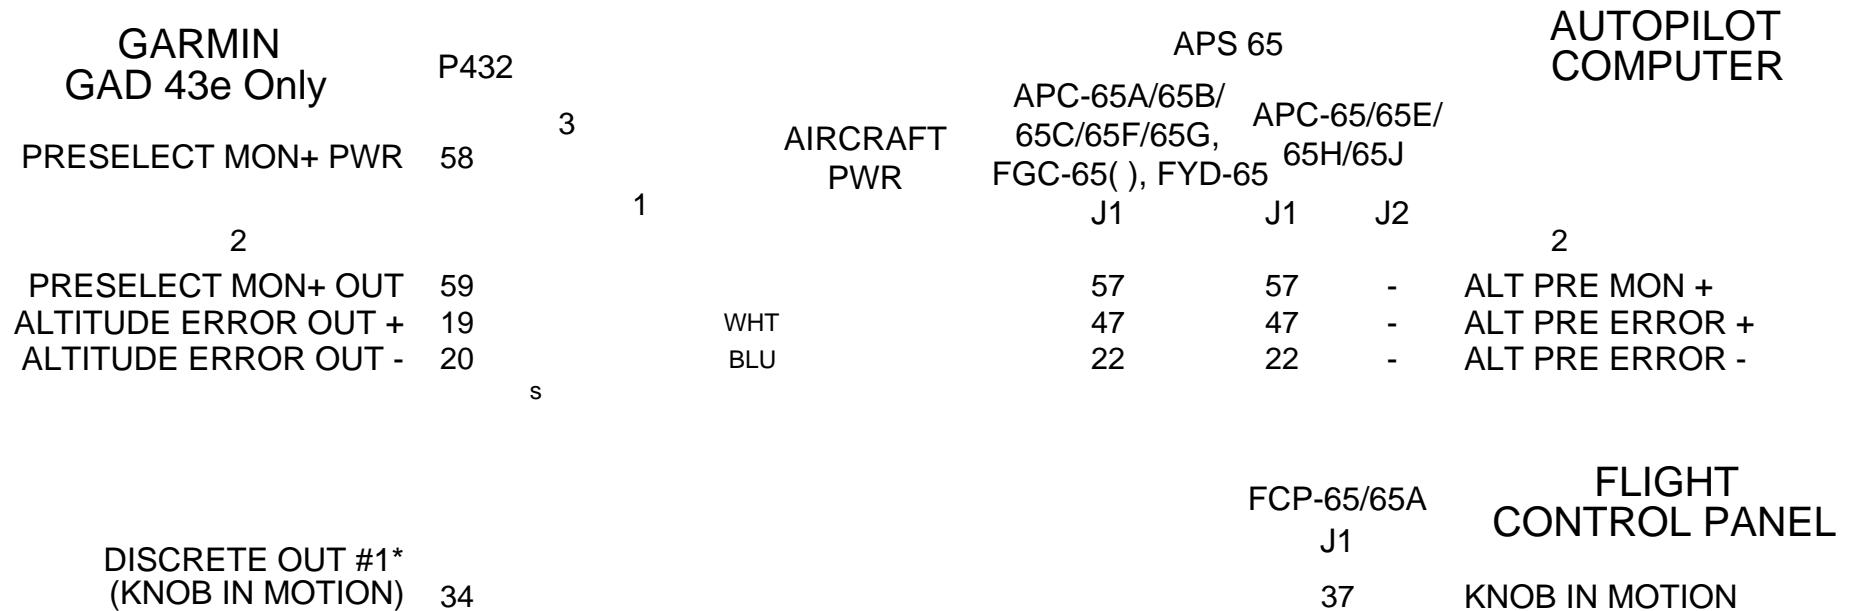 GARMIN
GAD 43e Only
P432
APS 65
AUTOPILOT
COMPUTER
APC-65A/65B/
65C/65F/65G,
FGC-65( ), FYD-65
APC-65/65E/
65H/65J
3
AIRCRAFT
PWR
PRESELECT MON+ PWR 58
1
J1 J1 J2
2 2
PRESELECT MON+ OUT 59 57 57 - ALT PRE MON +
ALTITUDE ERROR OUT + 19 WHT 47 47 - ALT PRE ERROR +
ALTITUDE ERROR OUT - 20 BLU 22 22 - ALT PRE ERROR -
s
FCP-65/65A
J1
FLIGHT
CONTROL PANEL
DISCRETE OUT #1*
(KNOB IN MOTION) 34 37 KNOB IN MOTION